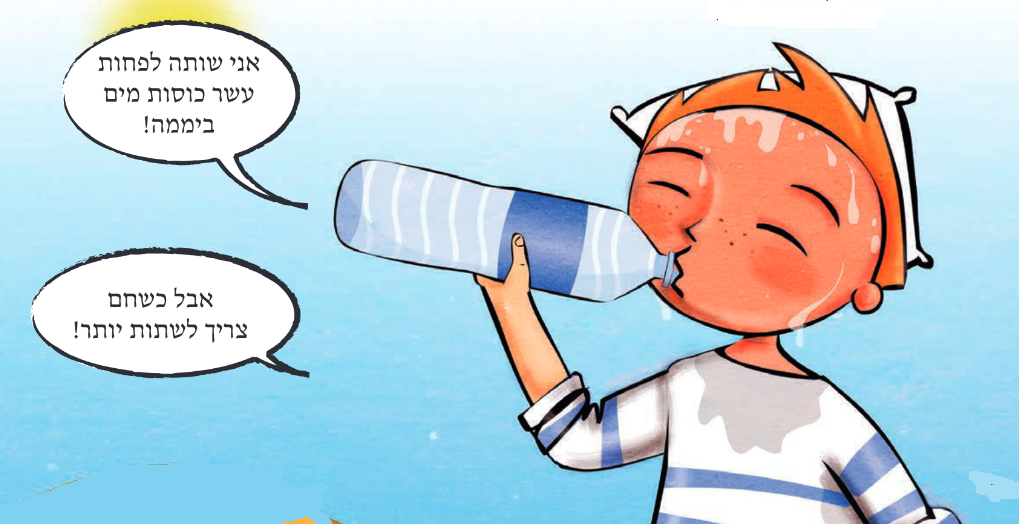 אני שותה לפחות
עשר כוסות מים
ביממה!
אבל כשחם
צריך לשתות יותר!